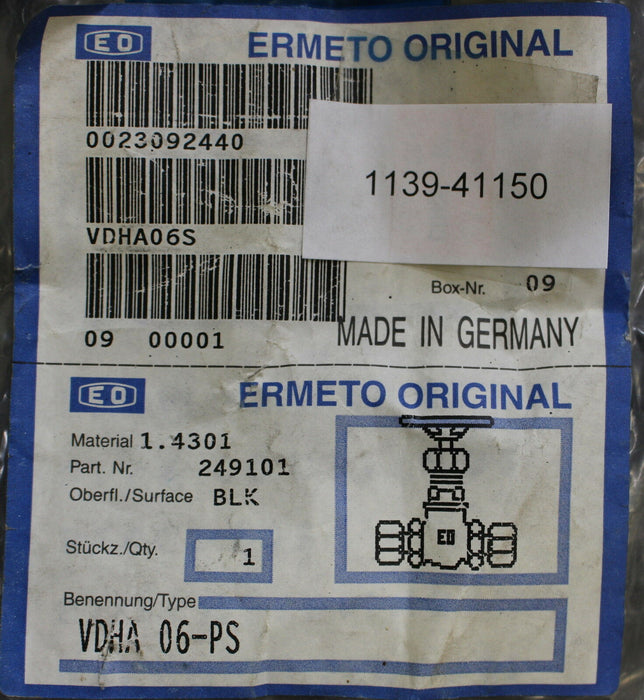 EO ERMETO ORIGINAL
0023092440
1139-41150
VDHA06S
Box-Nr. 09
09 00001 MADE IN GERMANY
EO ERMETO ORIGINAL
Material 1.4301
Part. Nr. 249101
Oberfl./Surface BLK
EO
Stückz./Qty. 1
Benennung/Type
VDHA 06-PS